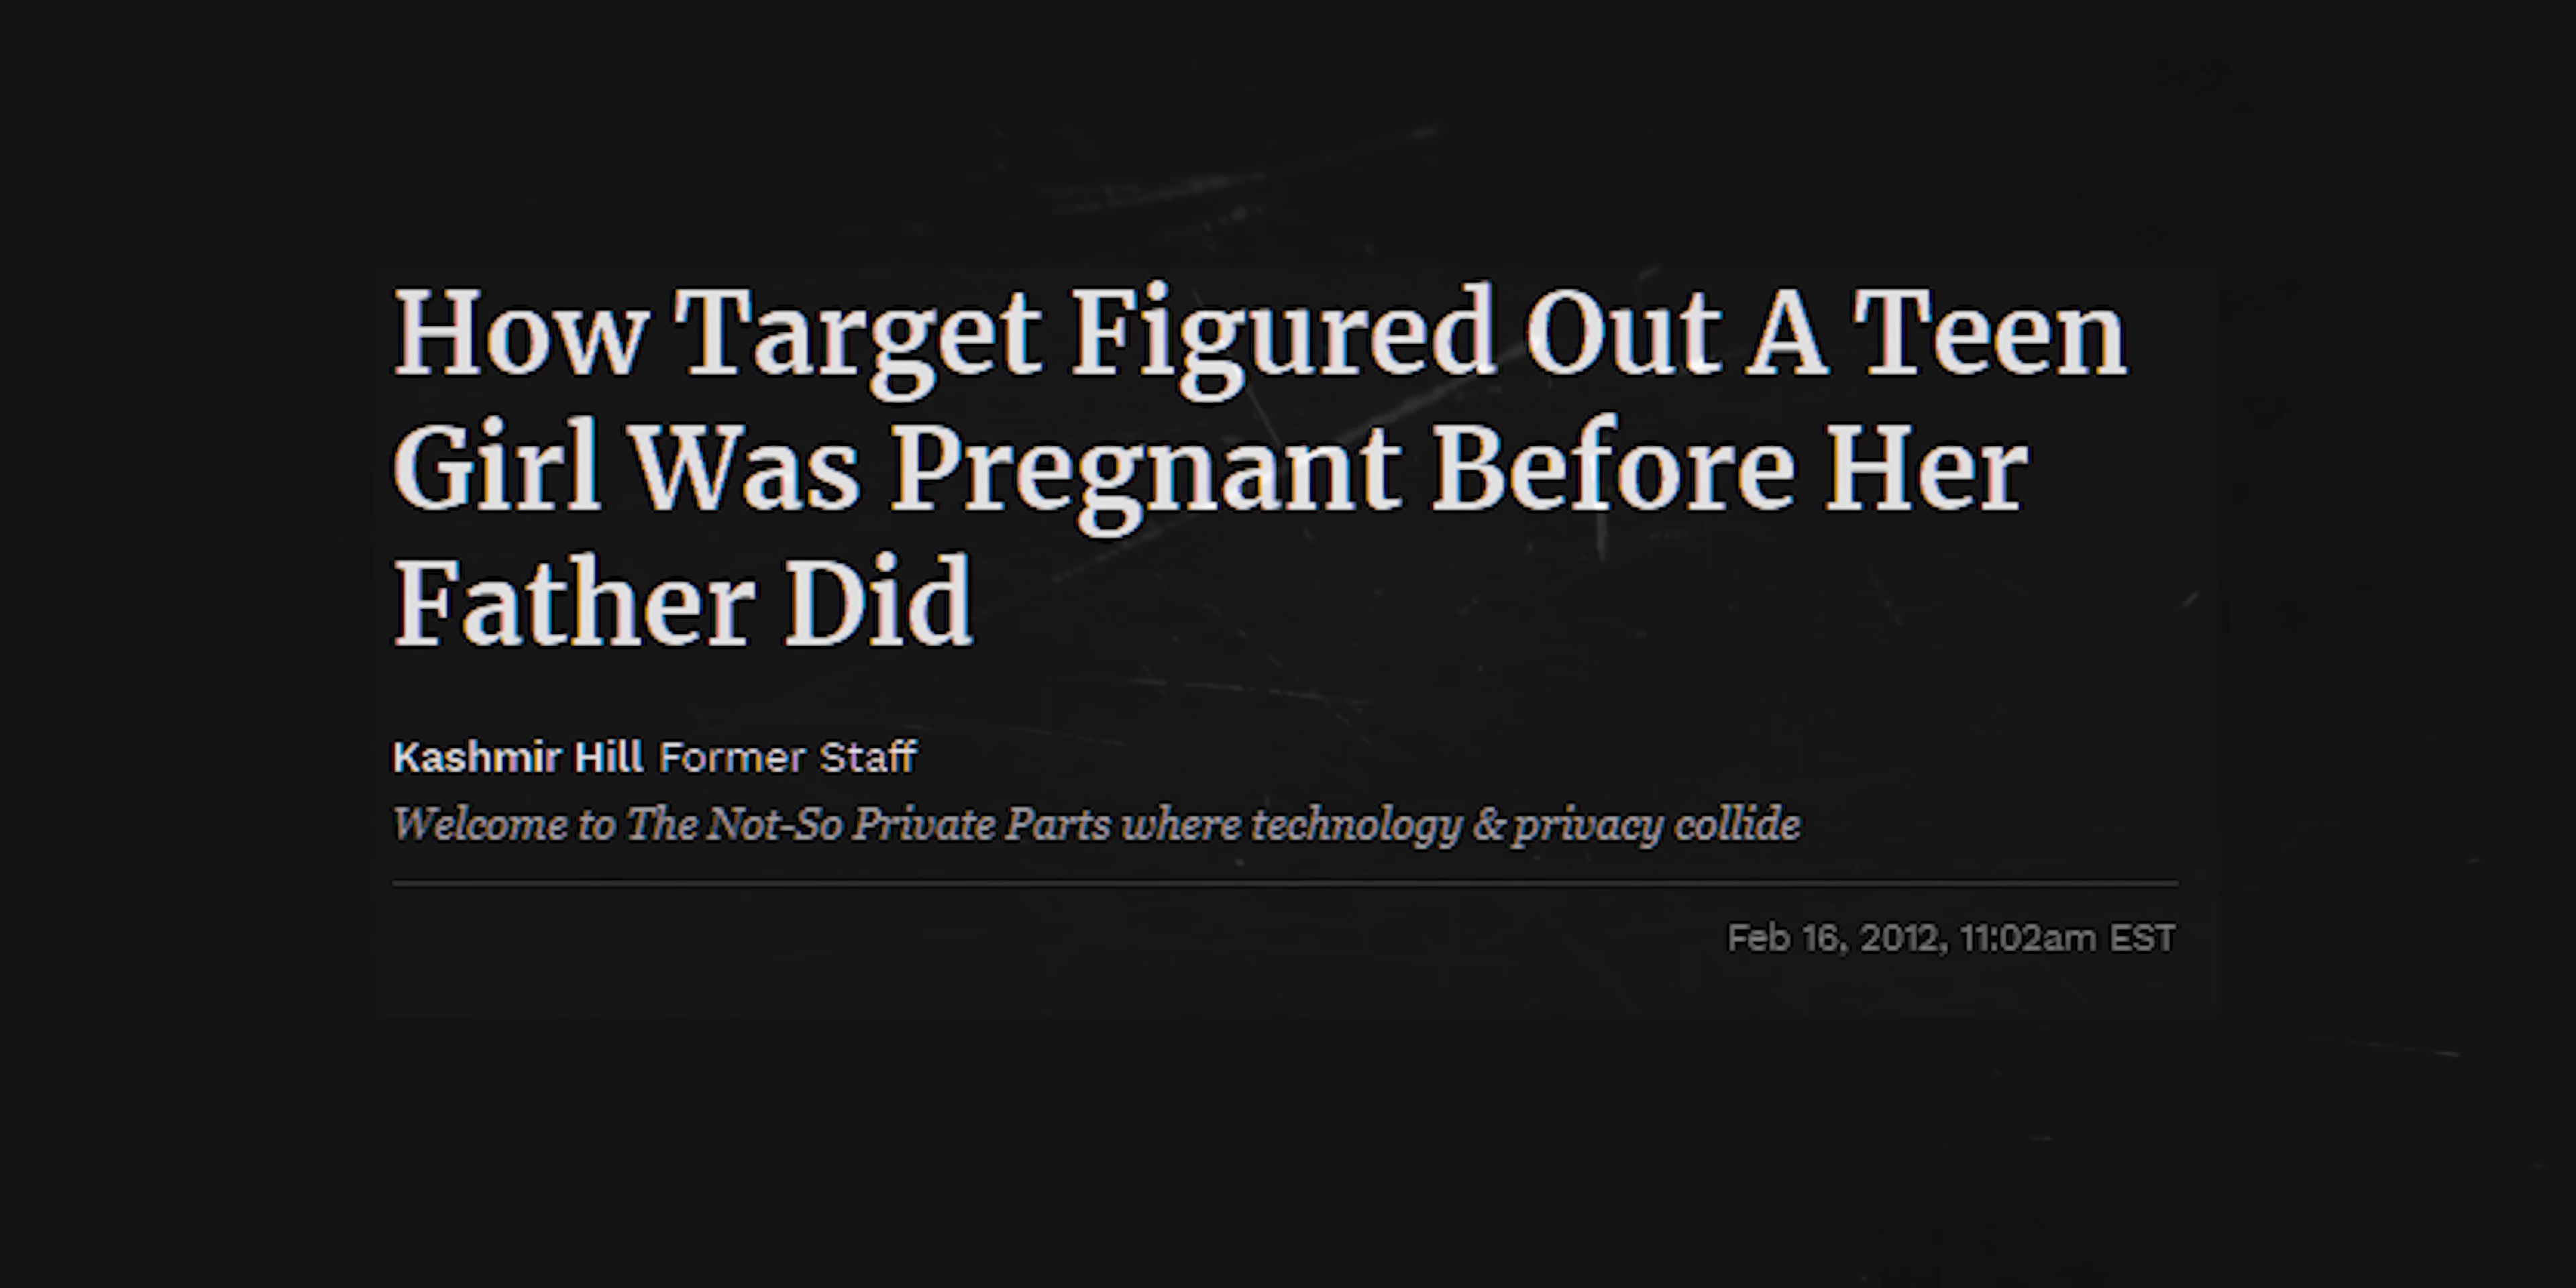 How Target Figured Out A Teen
Girl Was Pregnant Before Her
Father Did
Kashmir Hill Former Staff
Welcome to The Not-So Private Parts where technology & privacy collide
Feb 16, 2012, 11:02am EST